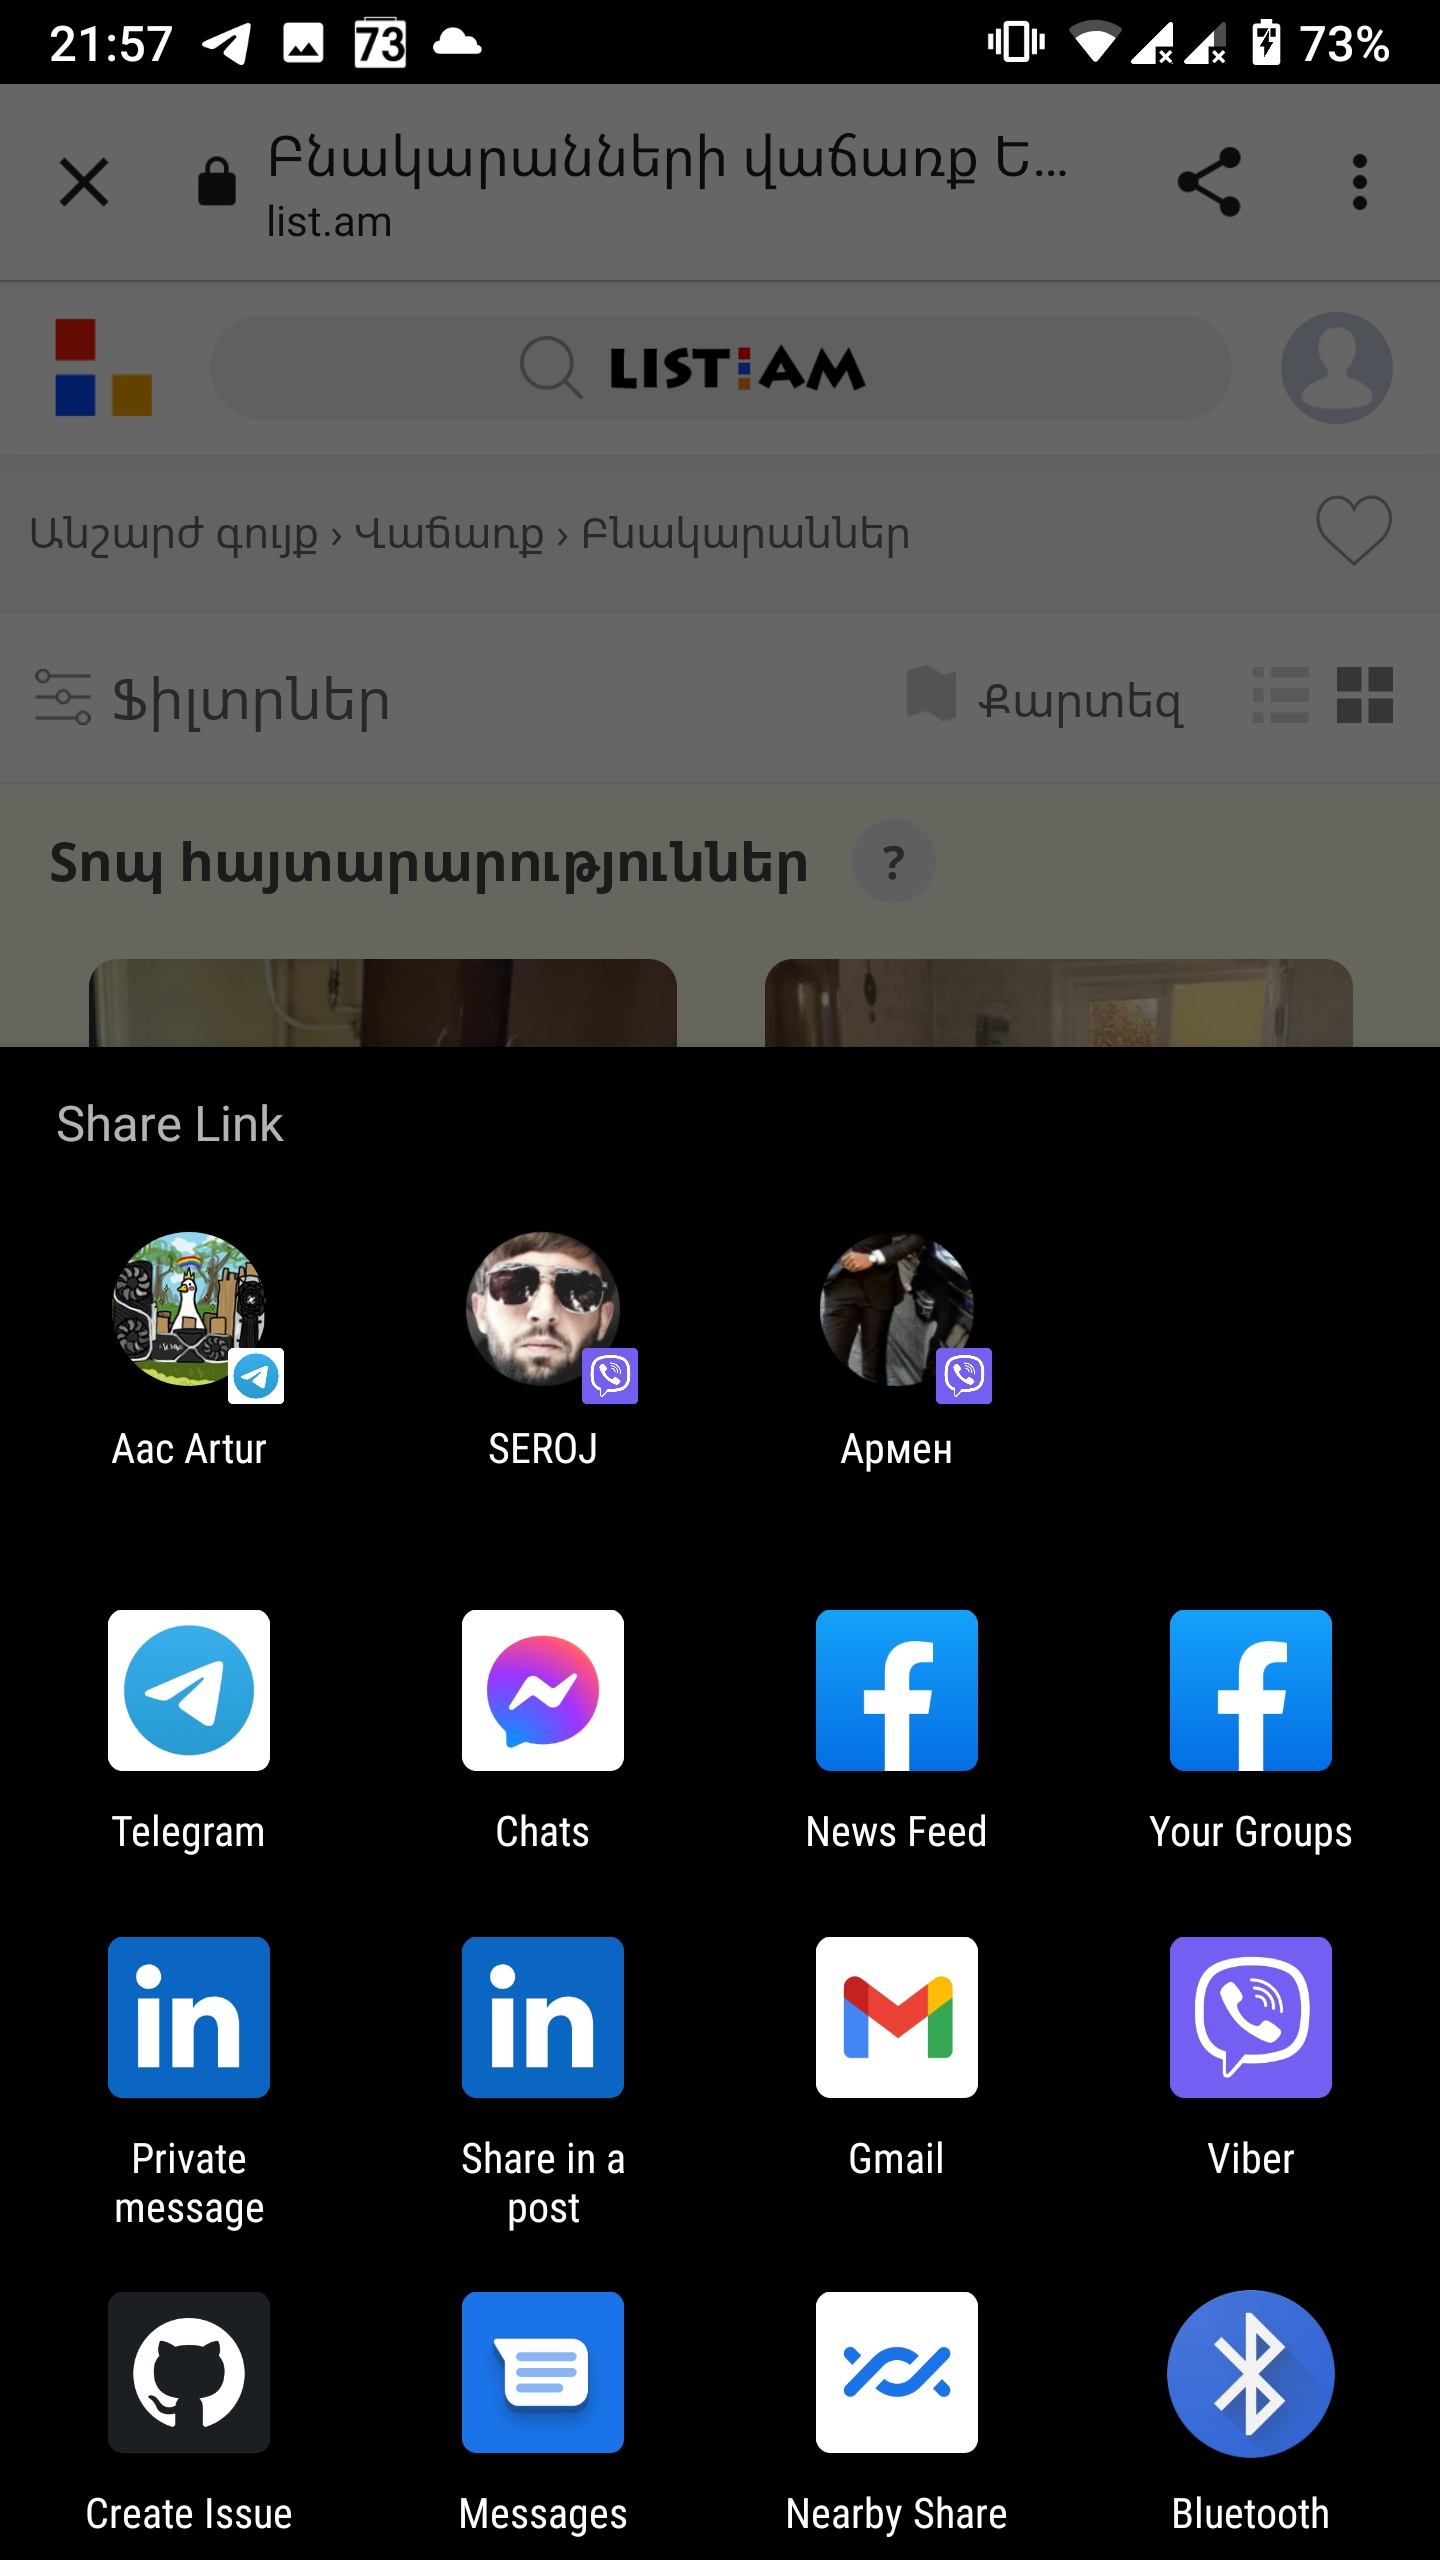 21:57
73
73%
Բնակարանների վաճառք Ե...
list.am
LIST:AM
Անշարժ գույք › Վաճառք › Բնակարաններ
Ֆիլտրներ
Քարտեզ
Տոպ հայտարարություններ ?
Share Link
Aac Artur
SEROJ
Армен
Telegram
Chats
News Feed
Your Groups
Private
message
Share in a
post
Gmail
Viber
Create Issue
Messages
Nearby Share
Bluetooth